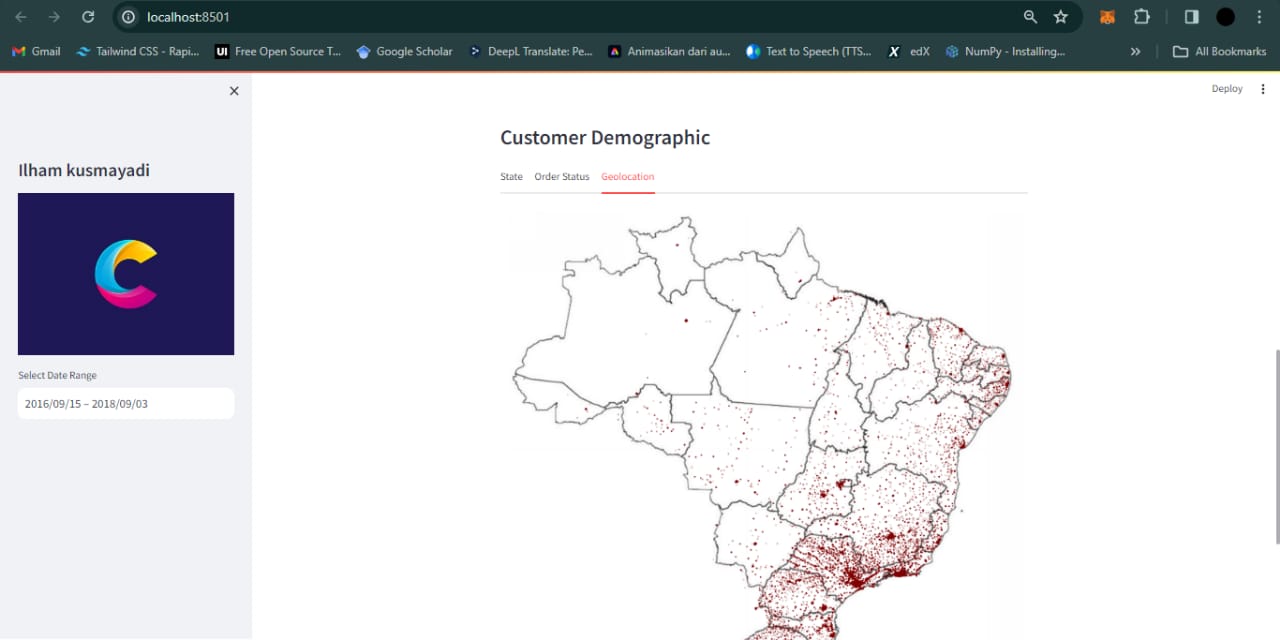 localhost:8501
Gmail Tailwind CSS - Rapi... UI Free Open Source T... Google Scholar DeepL Translate: Pe... Animasikan dari au... Text to Speech (TTS... X edX NumPy - Installing... » All Bookmarks
Deploy
Ilham kusmayadi
Select Date Range
2016/09/15 – 2018/09/03
Customer Demographic
State Order Status Geolocation